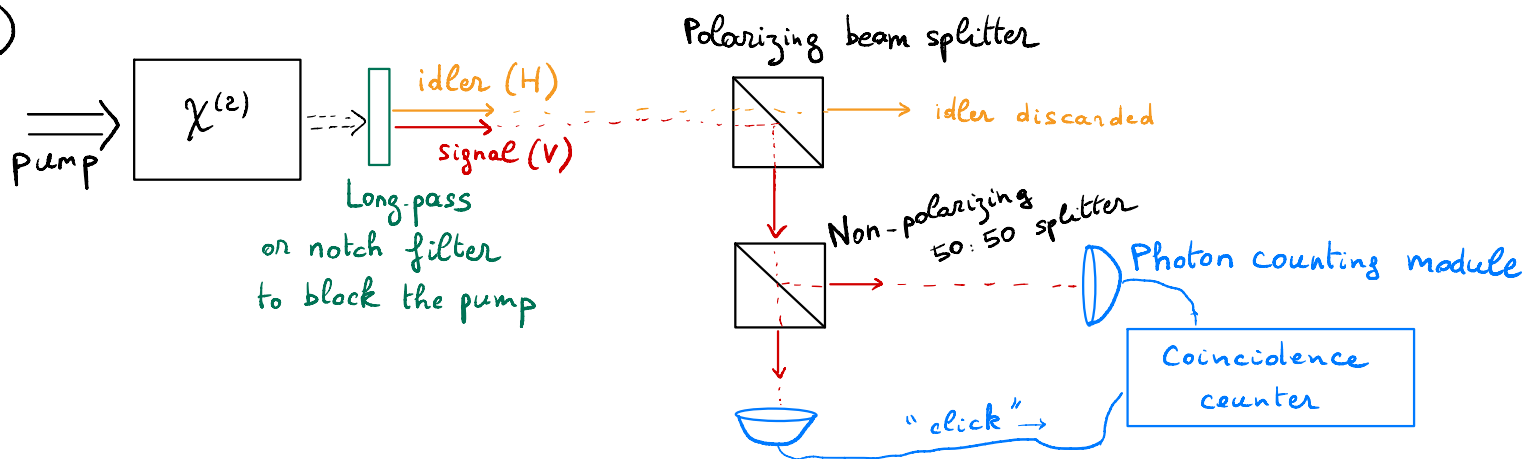 )
Polarizing beam splitter
χ(2)
pump
idler (H)
signal (V)
idler discarded
Long-pass
or notch filter
to block the pump
Non-polarizing
50:50 splitter
Photon counting module
Coincidence
counter
"click" →